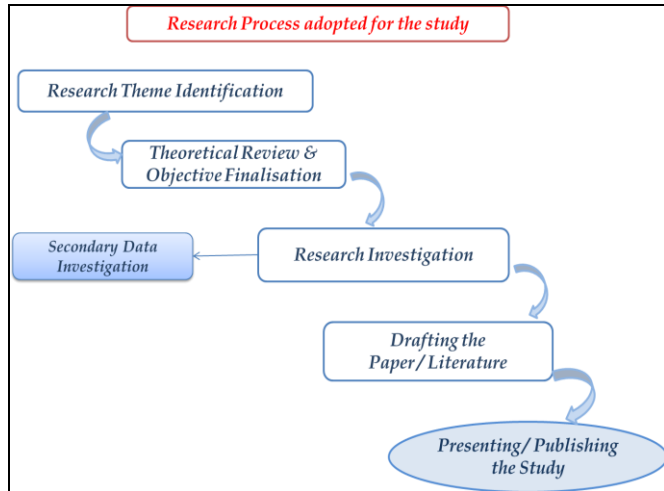 Research Process adopted for the study
Research Theme Identification
Theoretical Review &
Objective Finalisation
Secondary Data
Investigation
Research Investigation
Drafting the
Paper / Literature
Presenting/ Publishing
the Study